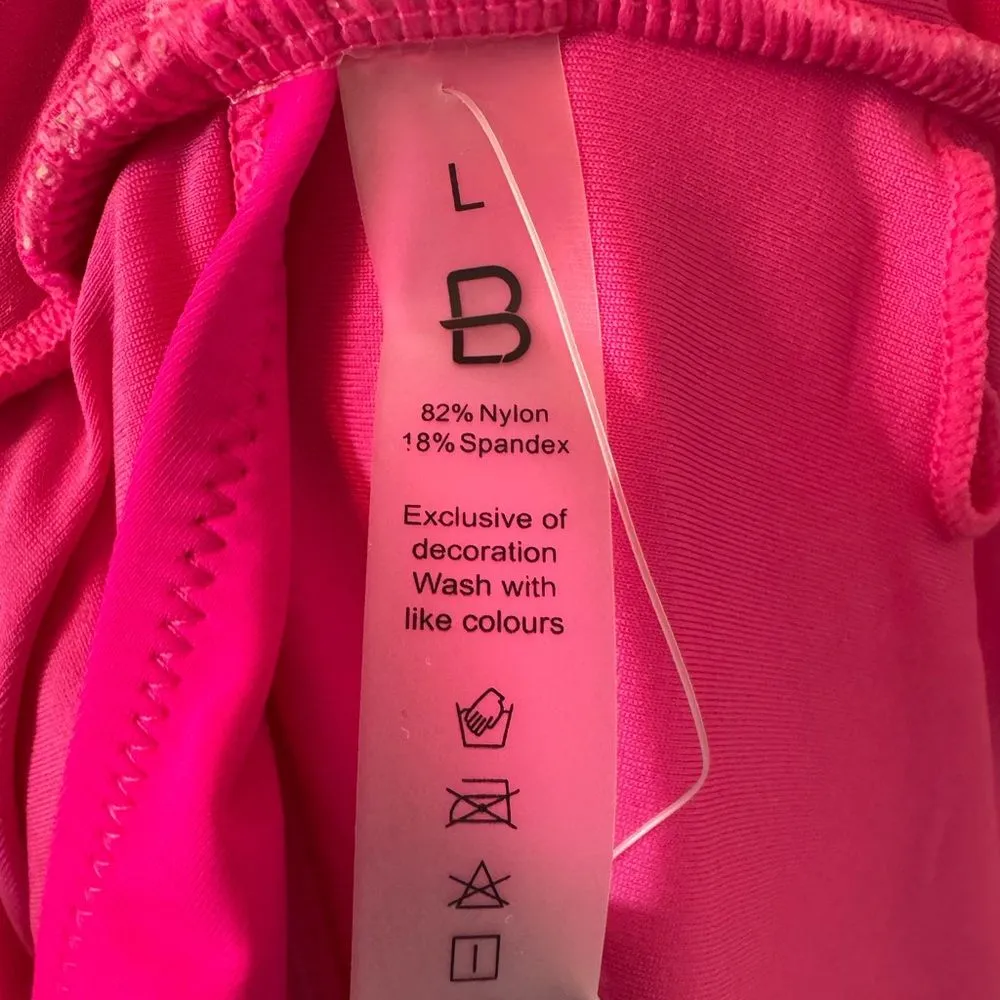 L
B
82% Nylon
18% Spandex
Exclusive of
decoration
Wash with
like colours